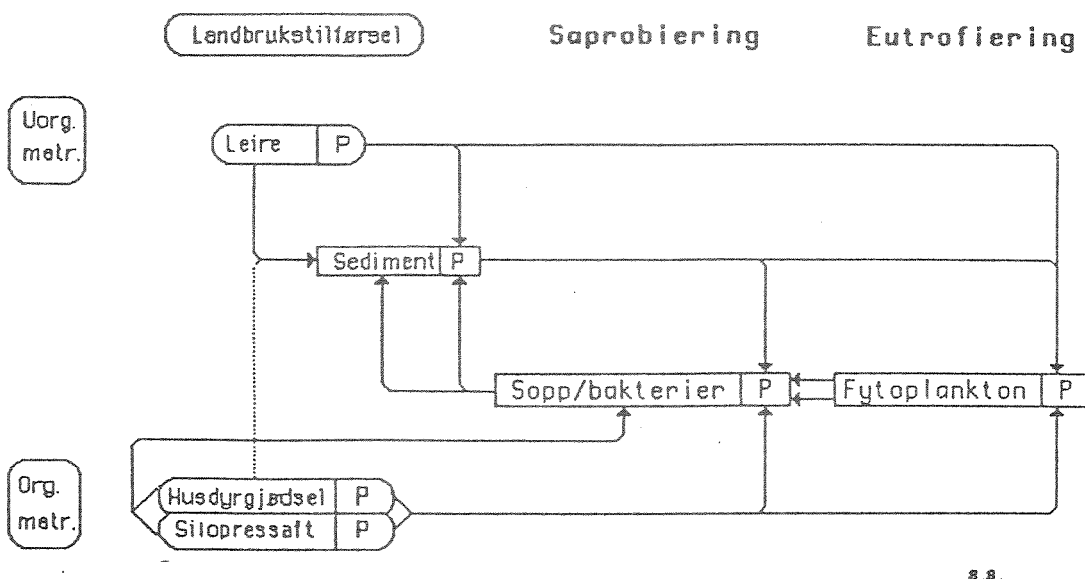 Landbrukstilførsel Saprobiering Eutrofiering
Uorg.
matr.
Leire P
Sediment P
Sopp/bakterier P Fytoplankton P
Org.
matr.
Husdyrgjødsel P
Silopressaft P